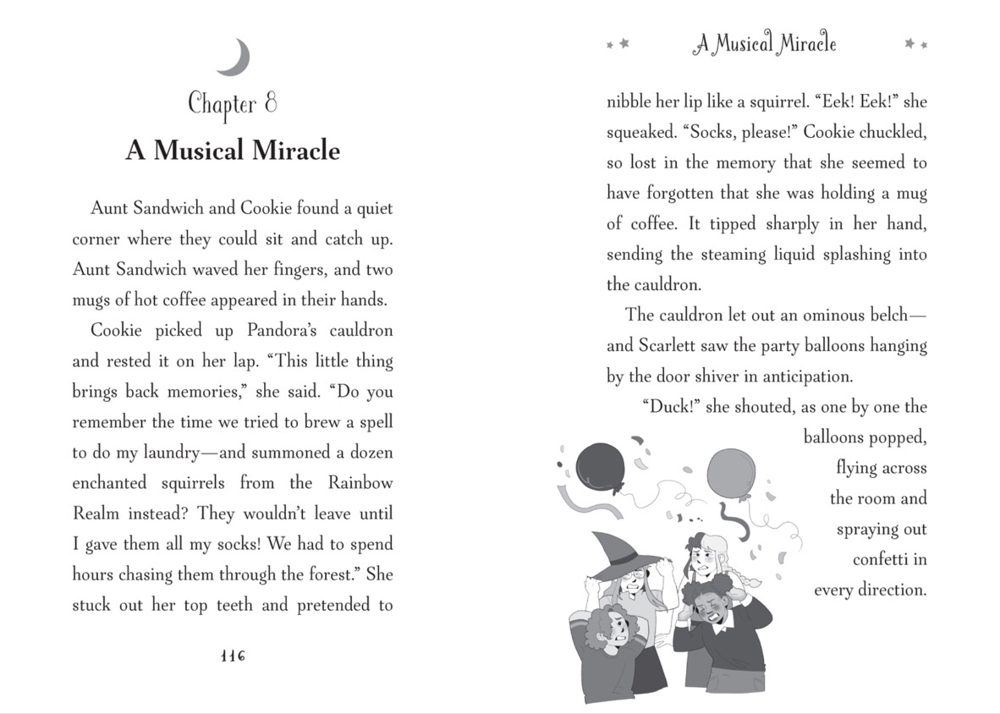 Chapter 8
A Musical Miracle
Aunt Sandwich and Cookie found a quiet
corner where they could sit and catch up.
Aunt Sandwich waved her fingers, and two
mugs of hot coffee appeared in their hands.
Cookie picked up Pandora’s cauldron
and rested it on her lap. “This little thing
brings back memories,” she said. “Do you
remember the time we tried to brew a spell
to do my laundry—and summoned a dozen
enchanted squirrels from the Rainbow
Realm instead? They wouldn’t leave until
I gave them all my socks! We had to spend
hours chasing them through the forest.” She
stuck out her top teeth and pretended to
116
A Musical Miracle
nibble her lip like a squirrel. “Eek! Eek!” she
squeaked. “Socks, please!” Cookie chuckled,
so lost in the memory that she seemed to
have forgotten that she was holding a mug
of coffee. It tipped sharply in her hand,
sending the steaming liquid splashing into
the cauldron.
The cauldron let out an ominous belch—
and Scarlett saw the party balloons hanging
by the door shiver in anticipation.
“Duck!” she shouted, as one by one the
balloons popped,
flying across
the room and
spraying out
confetti in
every direction.